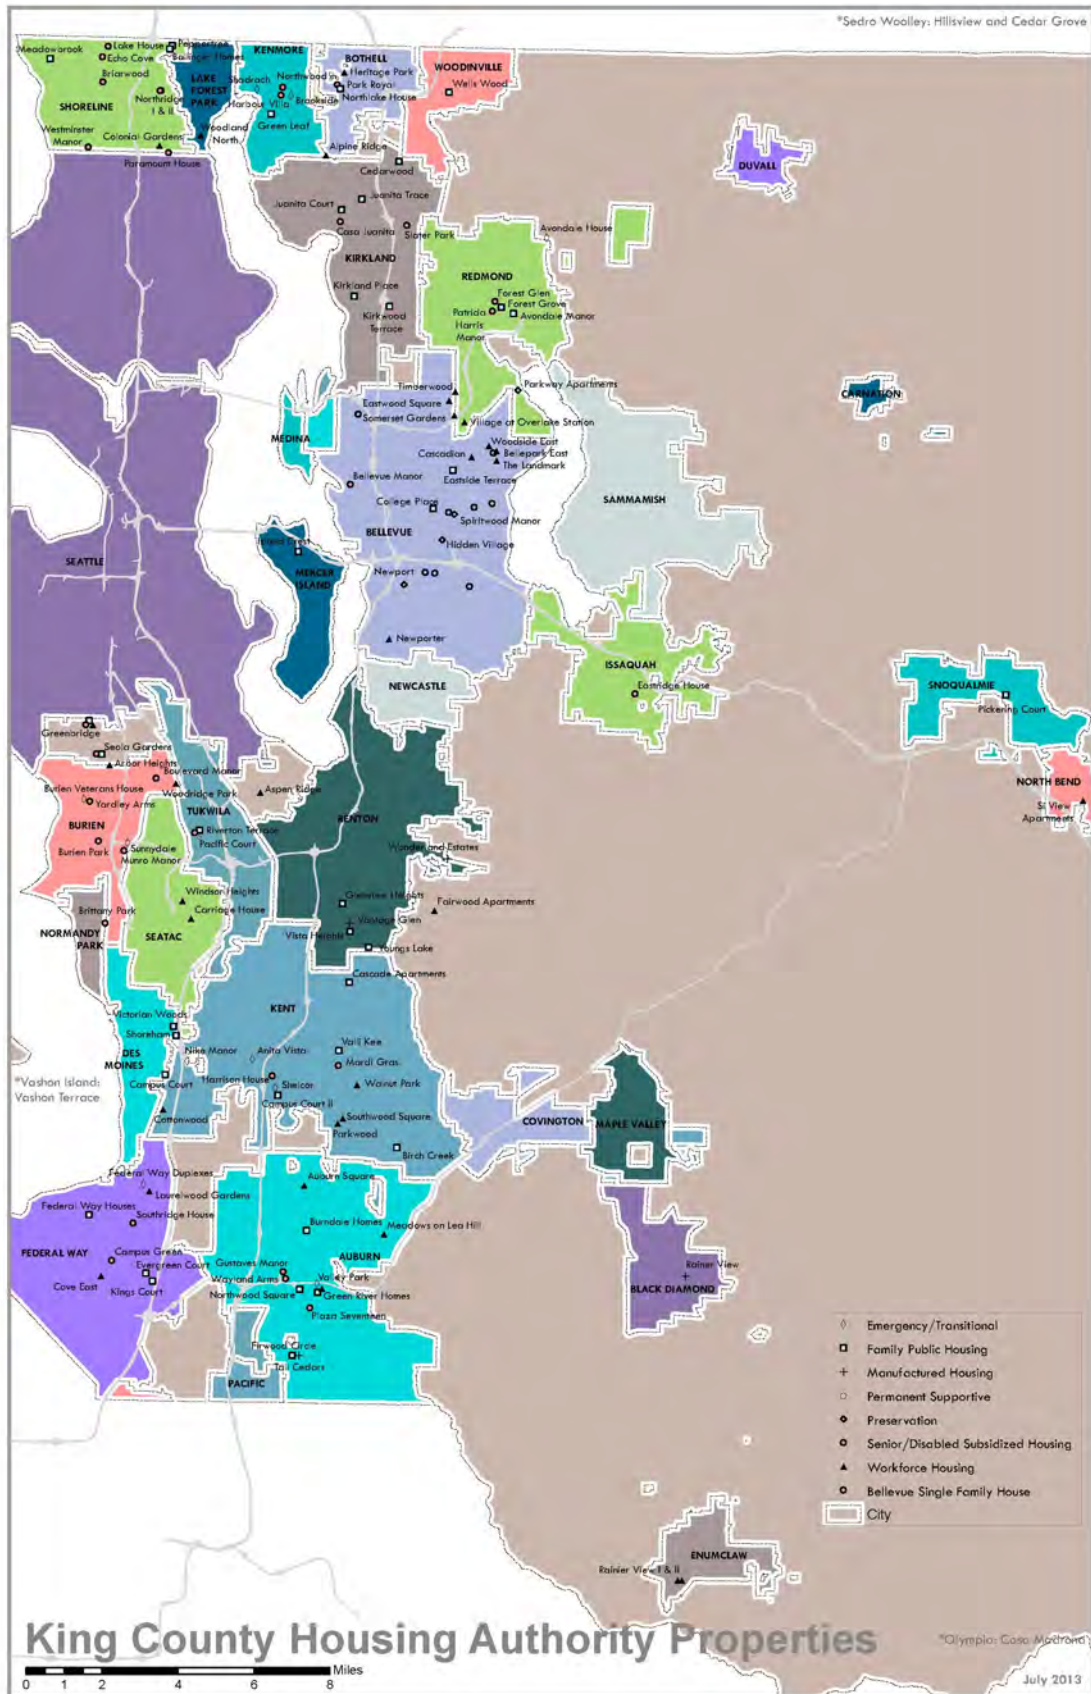 *Sedro Woolley: Hillsview and Cedar Grove
Meadowbrook
Lake House
Echo Cove
Peppertree
Ballinger Homes
Briarwood
SHORELINE
Northridge
I & II
LAKE
FOREST
PARK
Westminster
Manor
Colonial Gardens
Woodland
North
Paramount House
KENMORE
Shadrach
Northwood
Harbour Villa
Brookside
Green Leaf
BOTHELL
Heritage Park
Park Royal
Northlake House
Alpine Ridge
WOODINVILLE
Wells Wood
DUVALL
Cedarwood
Juanita Trace
Juanita Court
Casa Juanita
Slater Park
KIRKLAND
Kirkland Place
Kirkwood
Terrace
Avondale House
REDMOND
Forest Glen
Forest Grove
Patricia
Harris
Manor
Avondale Manor
Timberwood
Parkway Apartments
Eastwood Square
Somerset Gardens
Village at Overlake Station
CARNATION
MEDINA
Woodside East
Cascadian
Bellepark East
The Landmark
Eastside Terrace
Bellevue Manor
College Place
Spiritwood Manor
SAMMAMISH
BELLEVUE
Hidden Village
SEATTLE
Island Crest
MERCER
ISLAND
Newport
Newporter
NEWCASTLE
ISSAQUAH
Eastridge House
SNOQUALMIE
Pickering Court
NORTH BEND
Si View
Apartments
Greenbridge
Seola Gardens
Arbor Heights
Boulevard Manor
Burien Veterans House
Woodridge Park
Yardley Arms
TUKWILA
Aspen Ridge
RENTON
BURIEN
Riverton Terrace
Pacific Court
Burien Park
Sunnydale
Munro Manor
Wonderland Estates
Windsor Heights
Glenview Heights
Fairwood Apartments
Brittany Park
Carriage House
Vantage Glen
NORMANDY
PARK
SEATAC
Vista Heights
Youngs Lake
Cascade Apartments
KENT
Victorian Woods
Shoreham
DES
MOINES
Nike Manor
Anita Vista
Valli Kee
Mardi Gras
*Vashon Island:
Vashon Terrace
Campus Court
Harrison House
Walnut Park
Campus Court II
Cottonwood
Southwood Square
Parkwood
Birch Creek
COVINGTON
MAPLE VALLEY
Federal Way Duplexes
Laurelwood Gardens
Auburn Square
Federal Way Houses
Southridge House
Burndale Homes
Meadows on Lea Hill
FEDERAL WAY
Campus Green
Evergreen Court
Cove East
Kings Court
AUBURN
Gustaves Manor
Wayland Arms
Valley Park
Northwood Square
Green River Homes
Plaza Seventeen
Rainer View
BLACK DIAMOND
Firwood Circle
Tall Cedars
PACIFIC
Emergency/Transitional
Family Public Housing
Manufactured Housing
Permanent Supportive
Preservation
Senior/Disabled Subsidized Housing
Workforce Housing
Bellevue Single Family House
City
ENUMCLAW
Rainier View I & II
King County Housing Authority Properties
*Olympia: Casa Madrona
Miles
0 1 2 4 6 8
July 2013